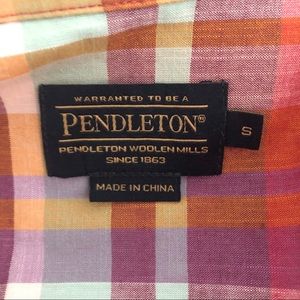 WARRANTED TO BE A
PENDLETON®
PENDLETON WOOLEN MILLS
SINCE 1863
S
MADE IN CHINA